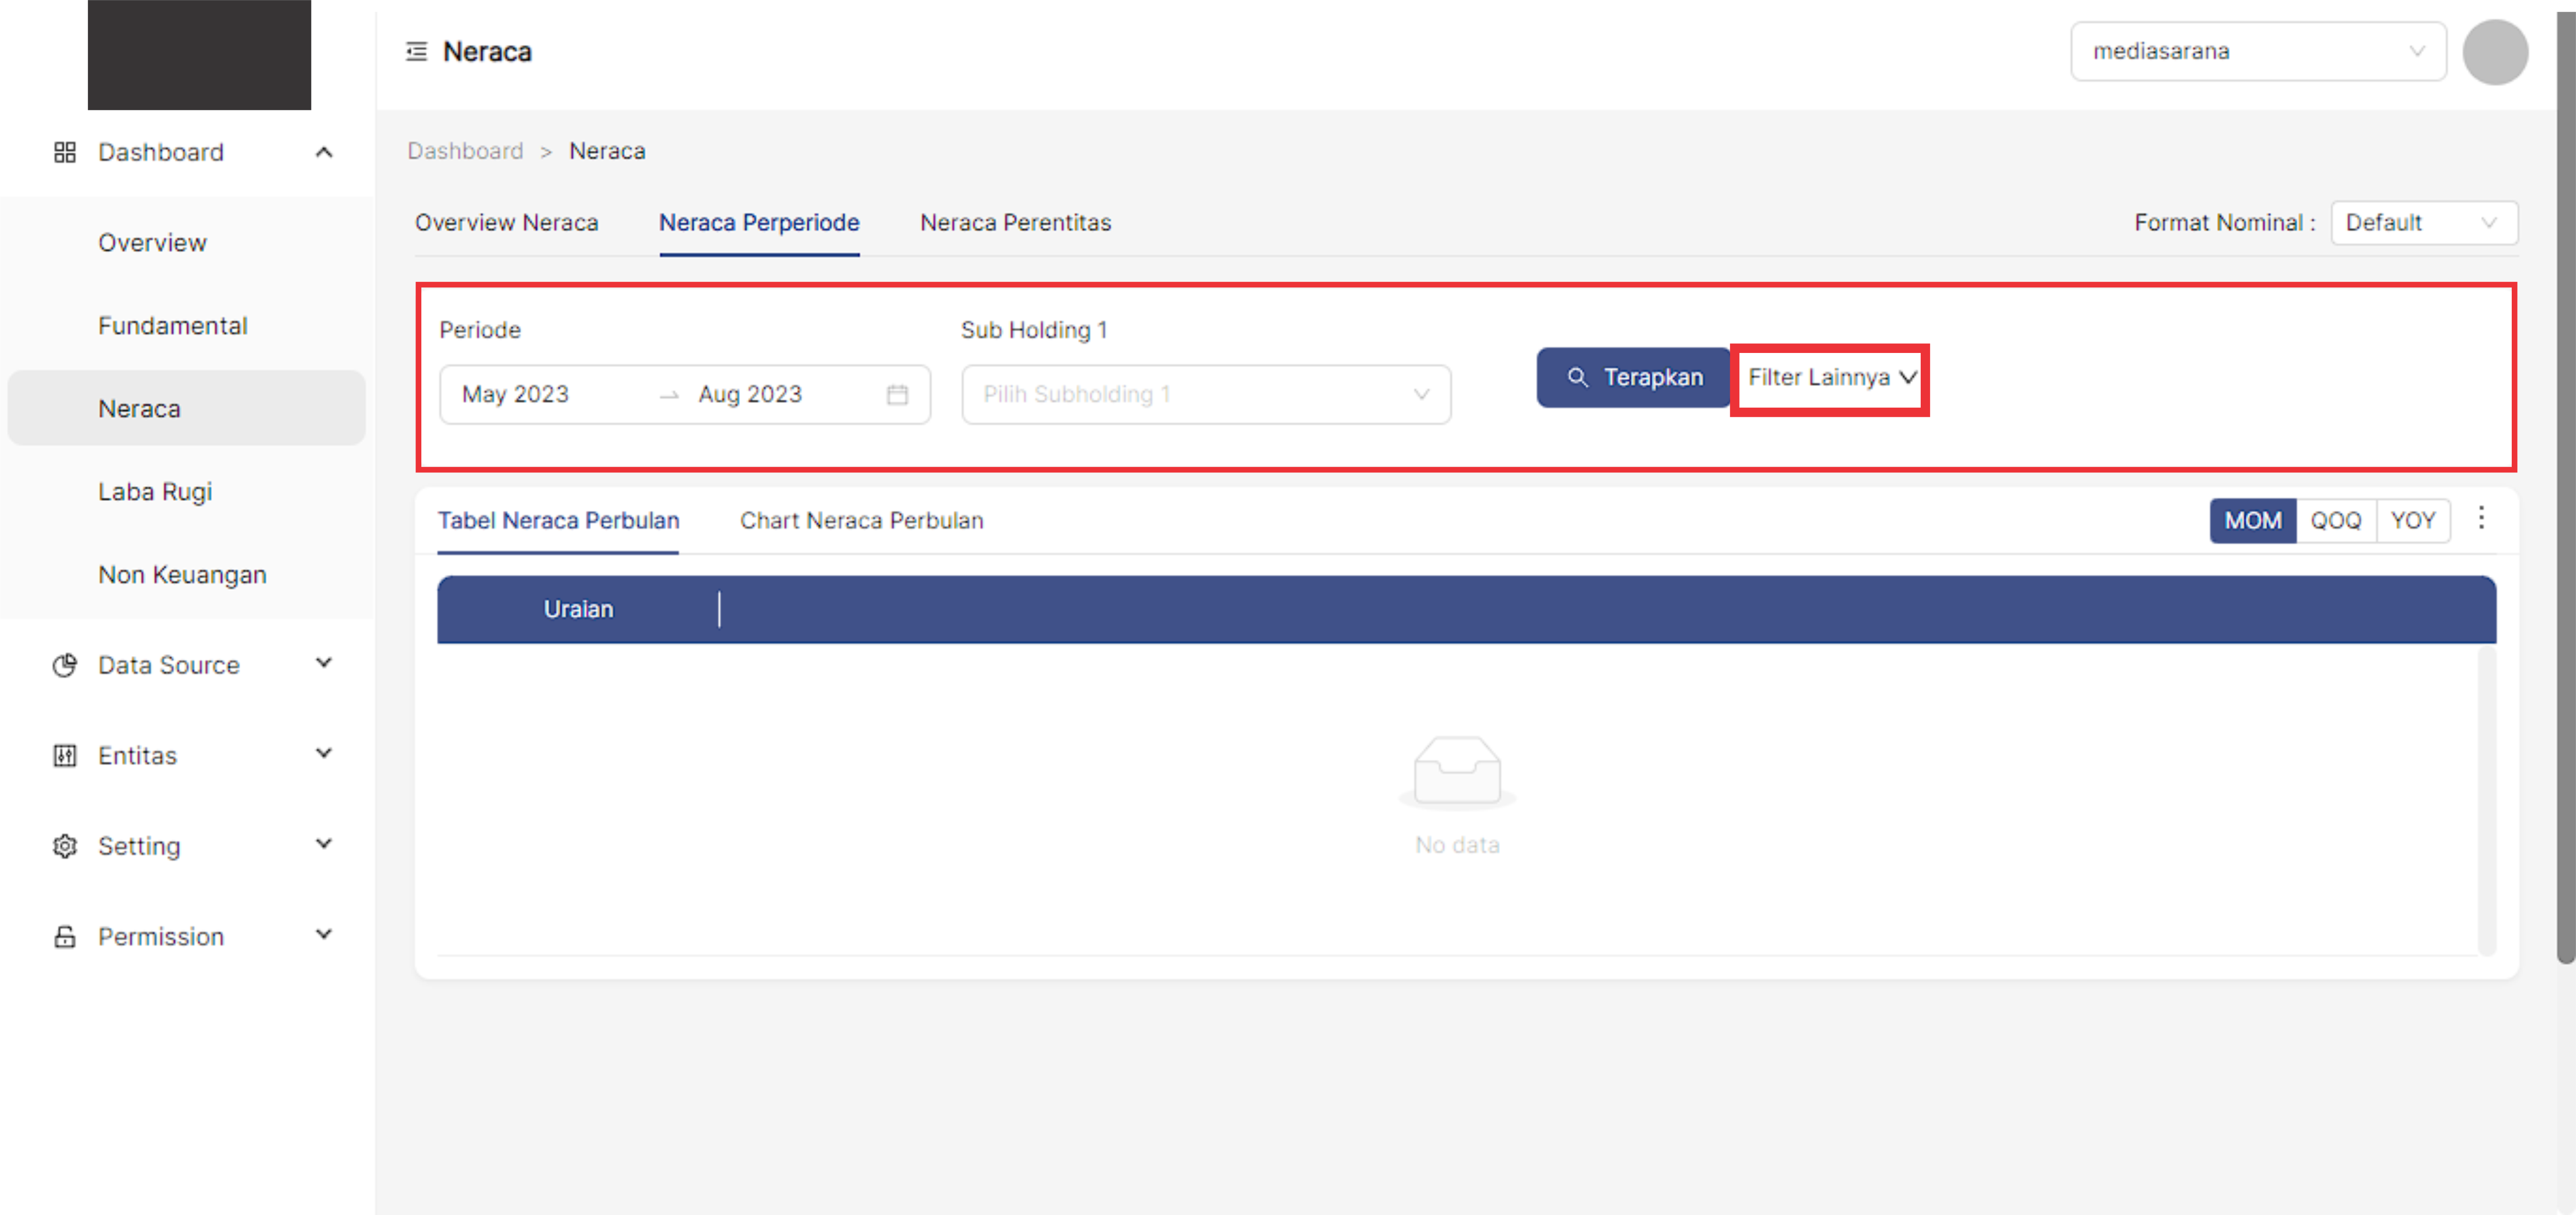 Neraca
mediasarana
Dashboard
Dashboard > Neraca
Overview
Overview Neraca
Neraca Perperiode
Neraca Perentitas
Format Nominal :
Default
Fundamental
Neraca
Laba Rugi
Non Keuangan
Data Source
Entitas
Setting
Permission
Periode
Sub Holding 1
May 2023 → Aug 2023
Pilih Subholding 1
Terapkan
Filter Lainnya
Tabel Neraca Perbulan
Chart Neraca Perbulan
MOM
QOQ
YOY
Uraian
No data